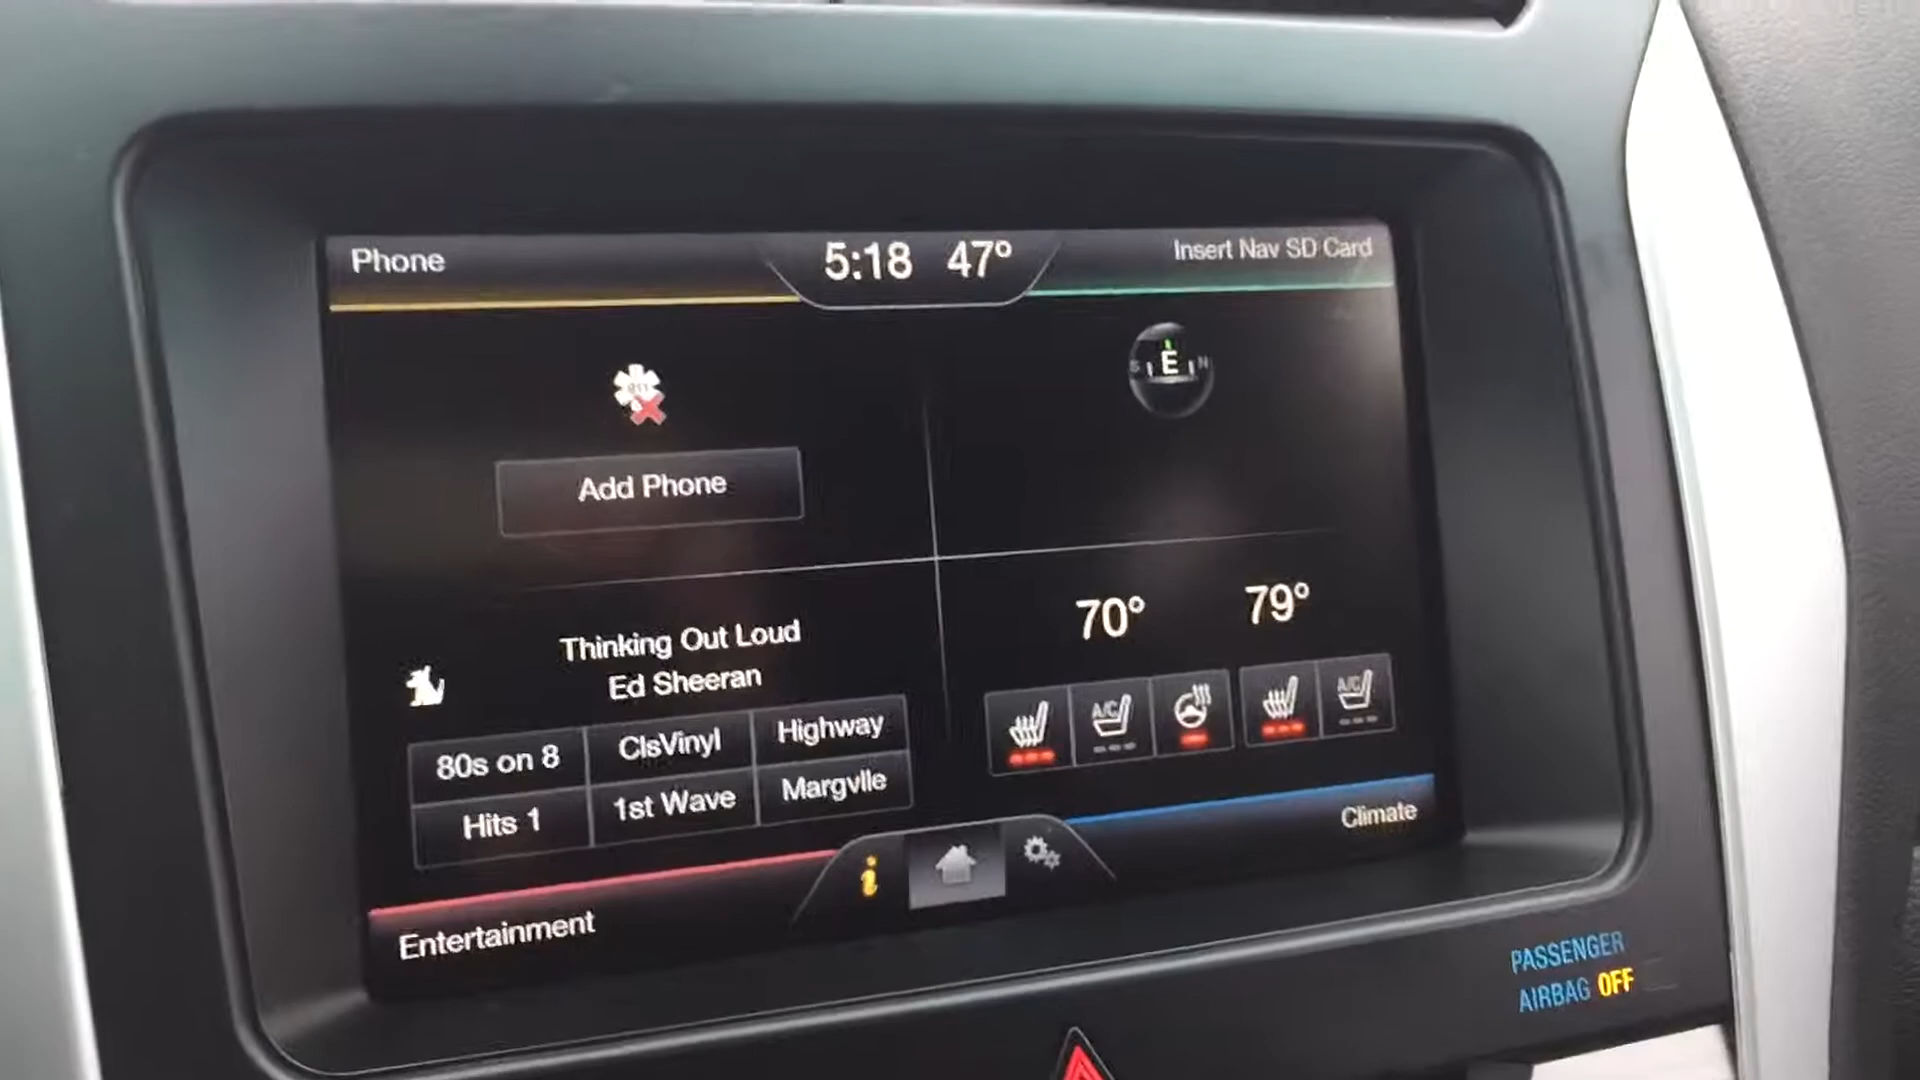 Phone
5:18 47°
Insert Nav SD Card
S E N
Add Phone
Thinking Out Loud
Ed Sheeran
80s on 8
ClsVinyl
Highway
Hits 1
1st Wave
Margvlle
70° 79°
A/C
A/C
Entertainment
i
Climate
PASSENGER
AIRBAG OFF